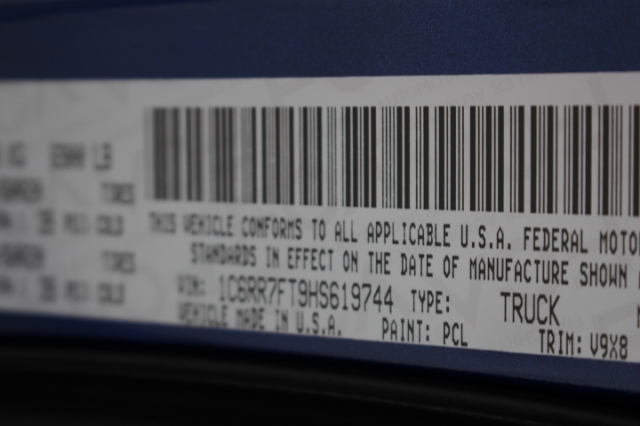 THIS VEHICLE CONFORMS TO ALL APPLICABLE U.S.A. FEDERAL MOTO
STANDARDS IN EFFECT ON THE DATE OF MANUFACTURE SHOWN
VIN: 1C6RR7FT9HS619744 TYPE: TRUCK
VEHICLE MADE IN U.S.A. PAINT: PCL TRIM: V9X8